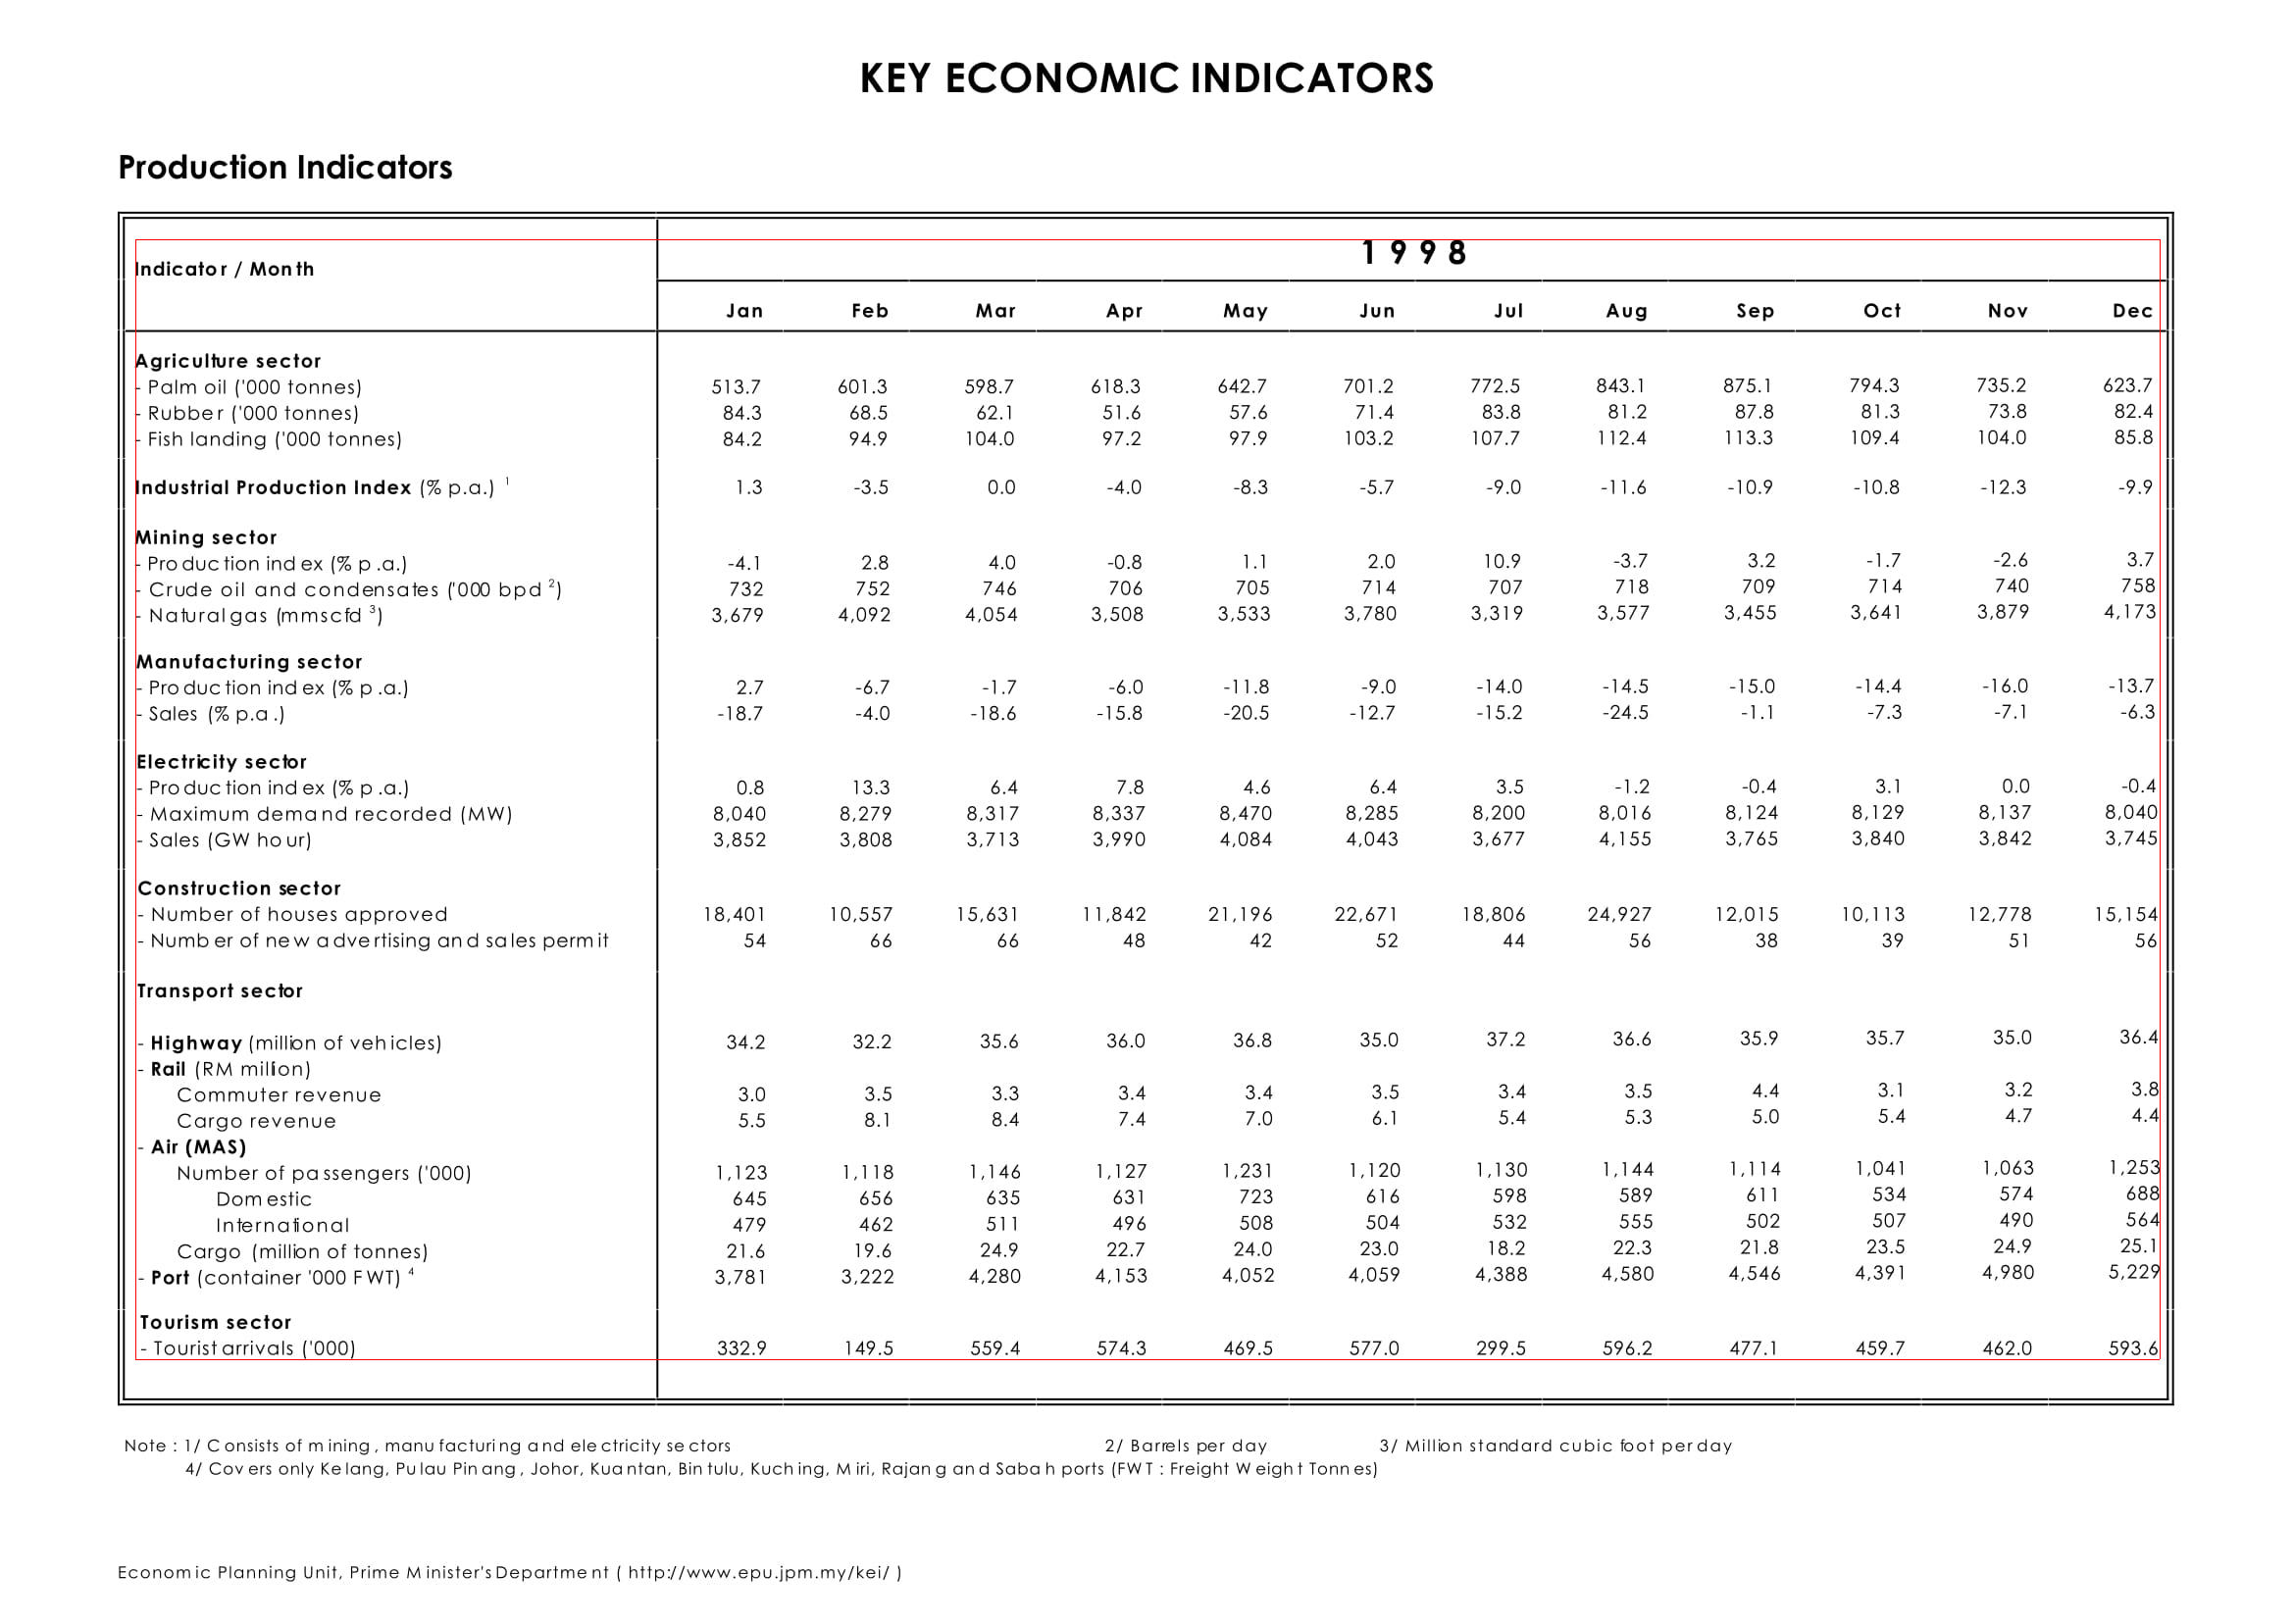 KEY ECONOMIC INDICATORS
Production Indicators
1998
Indicator / Month
Jan Feb Mar Apr May Jun Jul Aug Sep Oct Nov Dec
Agriculture sector
- Palm oil ('000 tonnes) 513.7 601.3 598.7 618.3 642.7 701.2 772.5 843.1 875.1 794.3 735.2 623.7
- Rubber ('000 tonnes) 84.3 68.5 62.1 51.6 57.6 71.4 83.8 81.2 87.8 81.3 73.8 82.4
- Fish landing ('000 tonnes) 84.2 94.9 104.0 97.2 97.9 103.2 107.7 112.4 113.3 109.4 104.0 85.8
Industrial Production Index (% p.a.) 1 1.3 -3.5 0.0 -4.0 -8.3 -5.7 -9.0 -11.6 -10.9 -10.8 -12.3 -9.9
Mining sector
- Production index (% p.a.) -4.1 2.8 4.0 -0.8 1.1 2.0 10.9 -3.7 3.2 -1.7 -2.6 3.7
- Crude oil and condensates ('000 bpd 2) 732 752 746 706 705 714 707 718 709 714 740 758
- Natural gas (mmscfd 3) 3,679 4,092 4,054 3,508 3,533 3,780 3,319 3,577 3,455 3,641 3,879 4,173
Manufacturing sector
- Production index (% p.a.) 2.7 -6.7 -1.7 -6.0 -11.8 -9.0 -14.0 -14.5 -15.0 -14.4 -16.0 -13.7
- Sales (% p.a.) -18.7 -4.0 -18.6 -15.8 -20.5 -12.7 -15.2 -24.5 -1.1 -7.3 -7.1 -6.3
Electricity sector
- Production index (% p.a.) 0.8 13.3 6.4 7.8 4.6 6.4 3.5 -1.2 -0.4 3.1 0.0 -0.4
- Maximum demand recorded (MW) 8,040 8,279 8,317 8,337 8,470 8,285 8,200 8,016 8,124 8,129 8,137 8,040
- Sales (GW hour) 3,852 3,808 3,713 3,990 4,084 4,043 3,677 4,155 3,765 3,840 3,842 3,745
Construction sector
- Number of houses approved 18,401 10,557 15,631 11,842 21,196 22,671 18,806 24,927 12,015 10,113 12,778 15,154
- Number of new advertising and sales permit 54 66 66 48 42 52 44 56 38 39 51 56
Transport sector
- Highway (million of vehicles) 34.2 32.2 35.6 36.0 36.8 35.0 37.2 36.6 35.9 35.7 35.0 36.4
- Rail (RM million)
Commuter revenue 3.0 3.5 3.3 3.4 3.4 3.5 3.4 3.5 4.4 3.1 3.2 3.8
Cargo revenue 5.5 8.1 8.4 7.4 7.0 6.1 5.4 5.3 5.0 5.4 4.7 4.4
- Air (MAS)
Number of passengers ('000) 1,123 1,118 1,146 1,127 1,231 1,120 1,130 1,144 1,114 1,041 1,063 1,253
Domestic 645 656 635 631 723 616 598 589 611 534 574 688
International 479 462 511 496 508 504 532 555 502 507 490 564
Cargo (million of tonnes) 21.6 19.6 24.9 22.7 24.0 23.0 18.2 22.3 21.8 23.5 24.9 25.1
- Port (container '000 FWT) 4 3,781 3,222 4,280 4,153 4,052 4,059 4,388 4,580 4,546 4,391 4,980 5,229
Tourism sector
- Tourist arrivals ('000) 332.9 149.5 559.4 574.3 469.5 577.0 299.5 596.2 477.1 459.7 462.0 593.6
Note : 1/ Consists of mining, manufacturing and electricity sectors 2/ Barrels per day 3/ Million standard cubic foot per day
4/ Covers only Kelang, Pulau Pinang, Johor, Kuantan, Bintulu, Kuching, Miri, Rajang and Sabah ports (FWT : Freight Weight Tonnes)
Economic Planning Unit, Prime Minister's Department ( http://www.epu.jpm.my/kei/ )